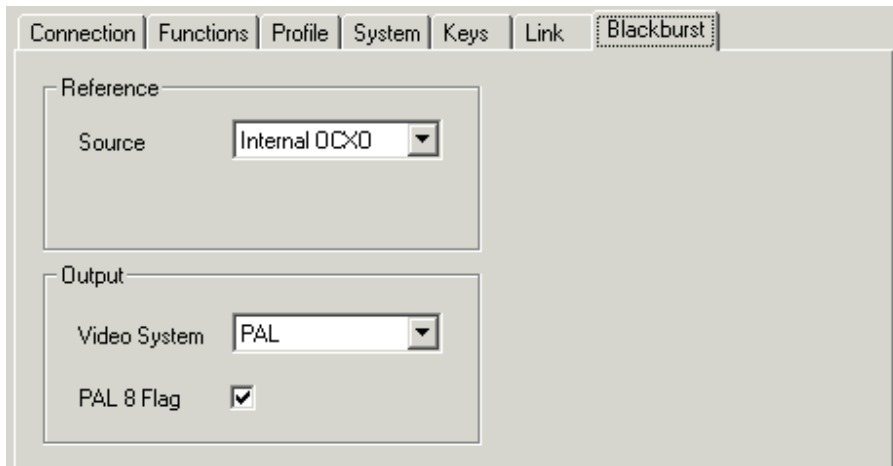 Connection Functions Profile System Keys Link Blackburst
Reference
Source Internal OCXO
Output
Video System PAL
PAL 8 Flag